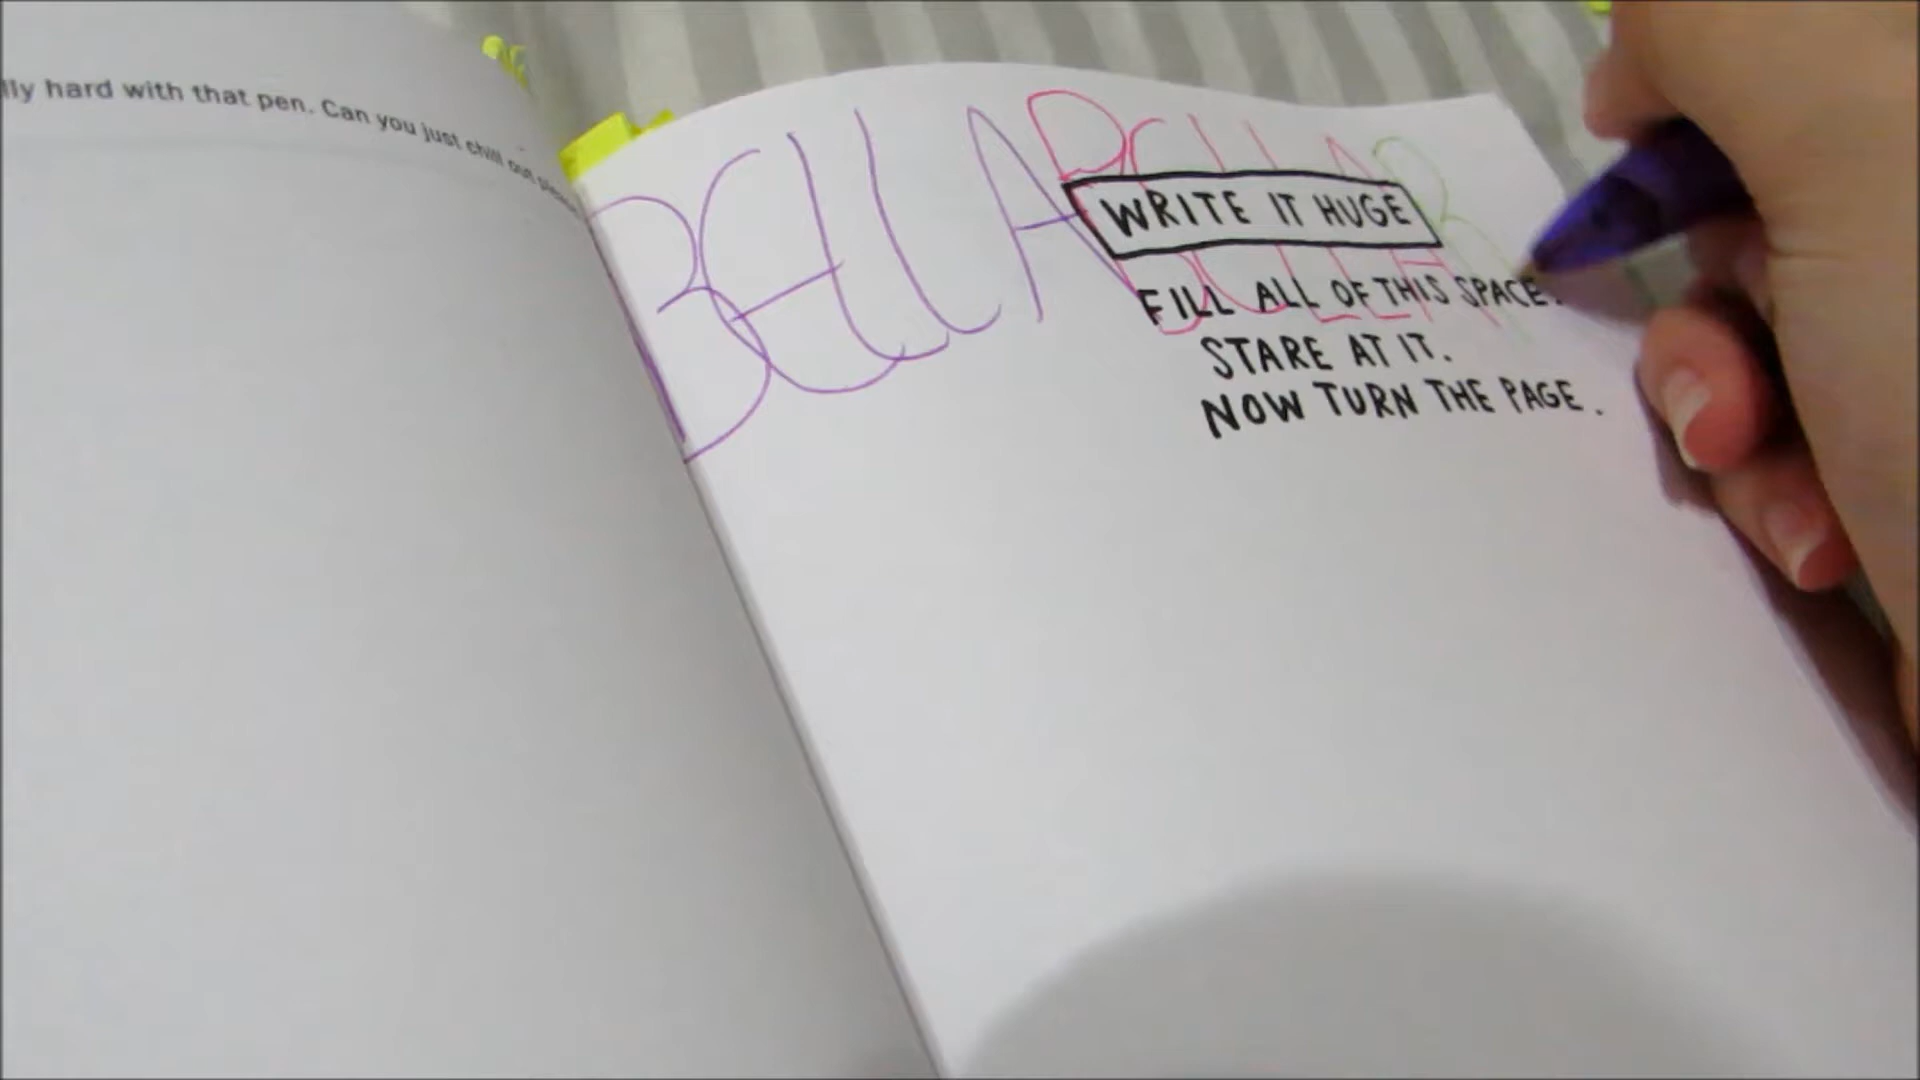 lly hard with that pen. Can you just chill out
BELLA
BELLA
WRITE IT HUGE
BELLA
FILL ALL OF THIS SPACE.
STARE AT IT.
NOW TURN THE PAGE.